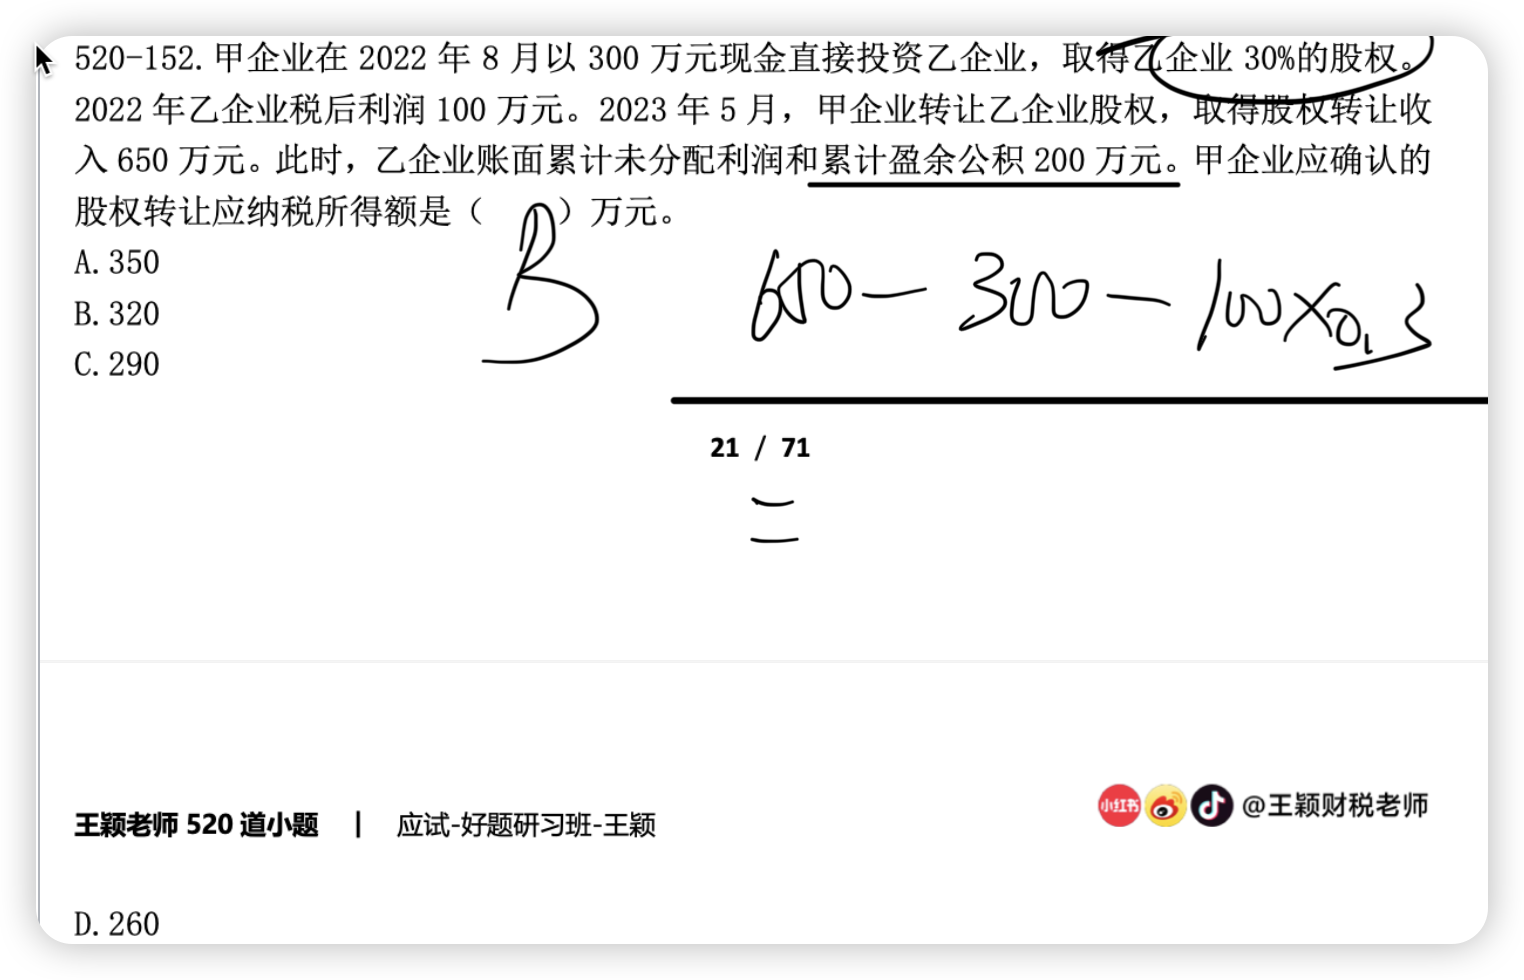 520-152. 甲企业在 2022 年 8 月以 300 万元现金直接投资乙企业，取得乙企业 30%的股权。
2022 年乙企业税后利润 100 万元。2023 年 5 月，甲企业转让乙企业股权，取得股权转让收
入 650 万元。此时，乙企业账面累计未分配利润和累计盈余公积 200 万元。甲企业应确认的
股权转让应纳税所得额是（ B ）万元。
A. 350
B. 320
C. 290
650 - 300 - 100×0.3
21 / 71
=
王颖老师 520 道小题 | 应试-好题研习班-王颖
小红书 @王颖财税老师
D. 260